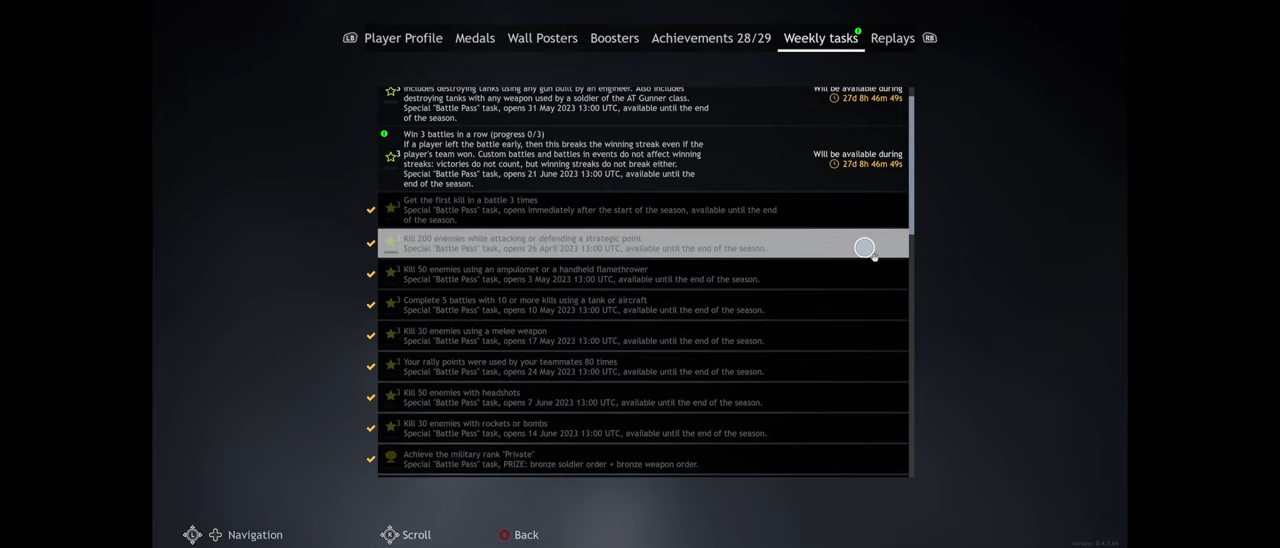 LB Player Profile Medals Wall Posters Boosters Achievements 28/29 Weekly tasks Replays RB
includes destroying tanks using any gun built by an engineer. Also includes
destroying tanks with any weapon used by a soldier of the AT Gunner class.
Special "Battle Pass" task, opens 31 May 2023 13:00 UTC, available until the end
of the season.
Will be available during
27d 8h 46m 49s
3
Win 3 battles in a row (progress 0/3)
If a player left the battle early, then this breaks the winning streak even if the
player's team won. Custom battles and battles in events do not affect winning
streaks: victories do not count, but winning streaks do not break either.
Special "Battle Pass" task, opens 21 June 2023 13:00 UTC, available until the
end of the season.
Will be available during
27d 8h 46m 49s
3
Get the first kill in a battle 3 times
Special "Battle Pass" task, opens immediately after the start of the season, available until the end
of the season.
Kill 200 enemies while attacking or defending a strategic point
Special "Battle Pass" task, opens 26 April 2023 13:00 UTC, available until the end of the season.
3
Kill 50 enemies using an ampulomet or a handheld flamethrower
Special "Battle Pass" task, opens 3 May 2023 13:00 UTC, available until the end of the season.
3
Complete 5 battles with 10 or more kills using a tank or aircraft
Special "Battle Pass" task, opens 10 May 2023 13:00 UTC, available until the end of the season.
3
Kill 30 enemies using a melee weapon
Special "Battle Pass" task, opens 17 May 2023 13:00 UTC, available until the end of the season.
3
Your rally points were used by your teammates 80 times
Special "Battle Pass" task, opens 24 May 2023 13:00 UTC, available until the end of the season.
3
Kill 50 enemies with headshots
Special "Battle Pass" task, opens 7 June 2023 13:00 UTC, available until the end of the season.
3
Kill 30 enemies with rockets or bombs
Special "Battle Pass" task, opens 14 June 2023 13:00 UTC, available until the end of the season.
Achieve the military rank "Private"
Special "Battle Pass" task, PRIZE: bronze soldier order + bronze weapon order.
L Navigation R Scroll Back